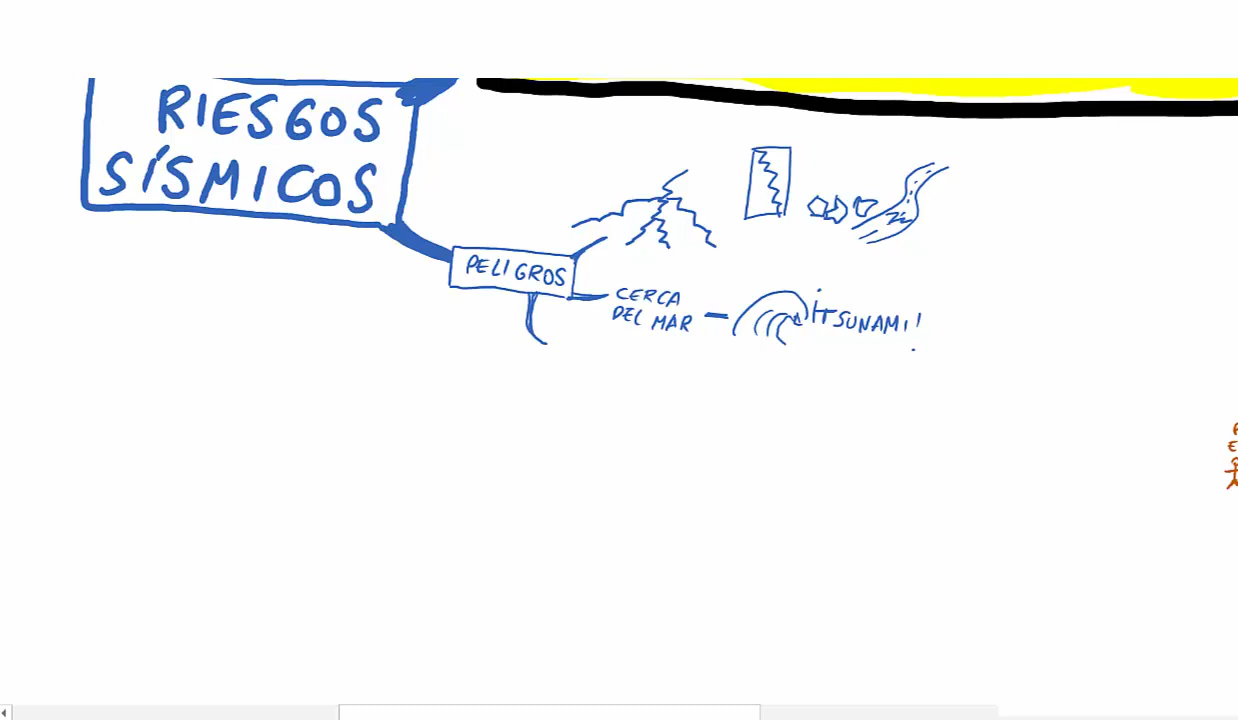 RIESGOS
SÍSMICOS
PELIGROS
CERCA
DEL MAR
¡TSUNAMI!